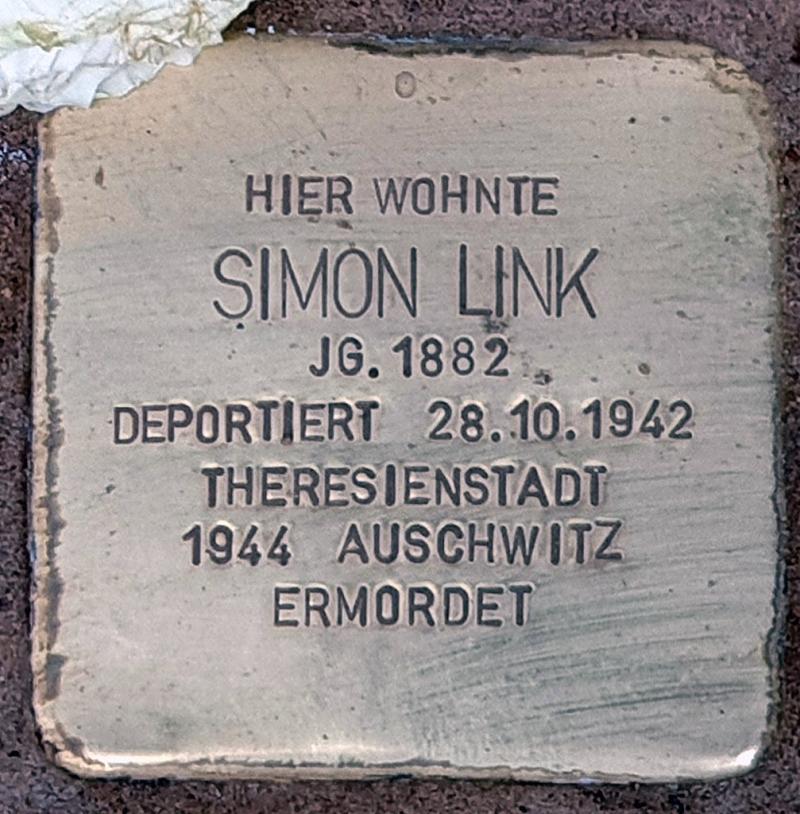 HIER WOHNTE
SIMON LINK
JG. 1882
DEPORTIERT 28.10.1942
THERESIENSTADT
1944 AUSCHWITZ
ERMORDET